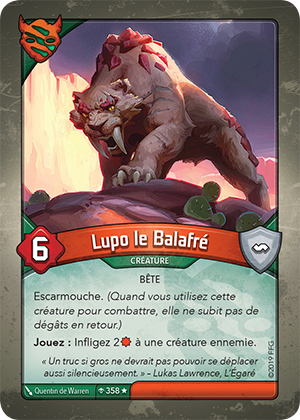 Lupo le Balafré
6
CRÉATURE
BÊTE
Escarmouche. (Quand vous utilisez cette
créature pour combattre, elle ne subit pas de
dégâts en retour.)
Jouez : Infligez 2 à une créature ennemie.
« Un truc si gros ne devrait pas pouvoir se déplacer
aussi silencieusement. » - Lukas Lawrence, L'Égaré
©2019 FFG
Quentin de Warren
358